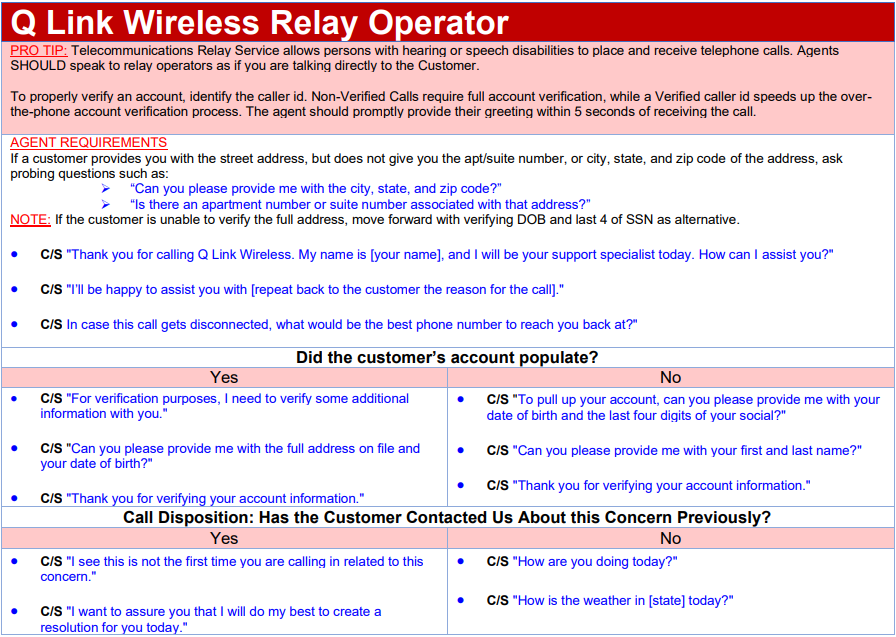 Q Link Wireless Relay Operator
PRO TIP: Telecommunications Relay Service allows persons with hearing or speech disabilities to place and receive telephone calls. Agents
SHOULD speak to relay operators as if you are talking directly to the Customer.
To properly verify an account, identify the caller id. Non-Verified Calls require full account verification, while a Verified caller id speeds up the over-
the-phone account verification process. The agent should promptly provide their greeting within 5 seconds of receiving the call.
AGENT REQUIREMENTS
If a customer provides you with the street address, but does not give you the apt/suite number, or city, state, and zip code of the address, ask
probing questions such as:
➢ “Can you please provide me with the city, state, and zip code?”
➢ “Is there an apartment number or suite number associated with that address?”
NOTE: If the customer is unable to verify the full address, move forward with verifying DOB and last 4 of SSN as alternative.
• C/S "Thank you for calling Q Link Wireless. My name is [your name], and I will be your support specialist today. How can I assist you?"
• C/S "I’ll be happy to assist you with [repeat back to the customer the reason for the call]."
• C/S In case this call gets disconnected, what would be the best phone number to reach you back at?"
Did the customer’s account populate?
Yes
• C/S "For verification purposes, I need to verify some additional
information with you."
• C/S "Can you please provide me with the full address on file and
your date of birth?"
• C/S "Thank you for verifying your account information."
No
• C/S "To pull up your account, can you please provide me with your
date of birth and the last four digits of your social?"
• C/S "Can you please provide me with your first and last name?"
• C/S "Thank you for verifying your account information."
Call Disposition: Has the Customer Contacted Us About this Concern Previously?
Yes
• C/S "I see this is not the first time you are calling in related to this
concern."
• C/S "I want to assure you that I will do my best to create a
resolution for you today."
No
• C/S "How are you doing today?"
• C/S "How is the weather in [state] today?"